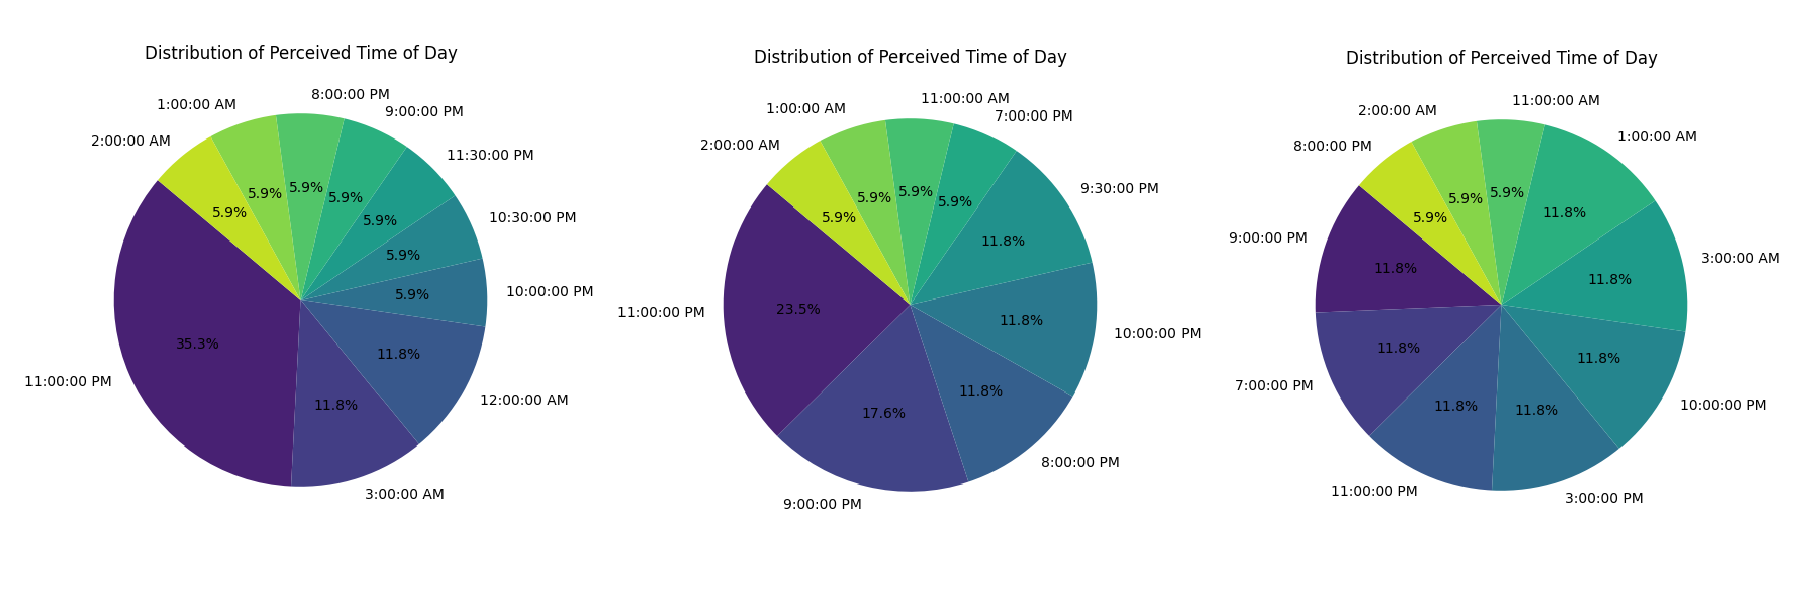 Distribution of Perceived Time of Day
8:00:00 PM
1:00:00 AM
9:00:00 PM
2:00:00 AM
11:30:00 PM
10:30:00 PM
10:00:00 PM
11:00:00 PM
12:00:00 AM
3:00:00 AM
5.9%
5.9%
5.9%
5.9%
5.9%
5.9%
5.9%
35.3%
11.8%
11.8%
Distribution of Perceived Time of Day
11:00:00 AM
1:00:00 AM
7:00:00 PM
2:00:00 AM
9:30:00 PM
11:00:00 PM
10:00:00 PM
8:00:00 PM
9:00:00 PM
5.9%
5.9%
5.9%
5.9%
11.8%
23.5%
11.8%
11.8%
17.6%
Distribution of Perceived Time of Day
11:00:00 AM
2:00:00 AM
1:00:00 AM
8:00:00 PM
9:00:00 PM
3:00:00 AM
7:00:00 PM
10:00:00 PM
11:00:00 PM
3:00:00 PM
5.9%
5.9%
5.9%
11.8%
11.8%
11.8%
11.8%
11.8%
11.8%
11.8%